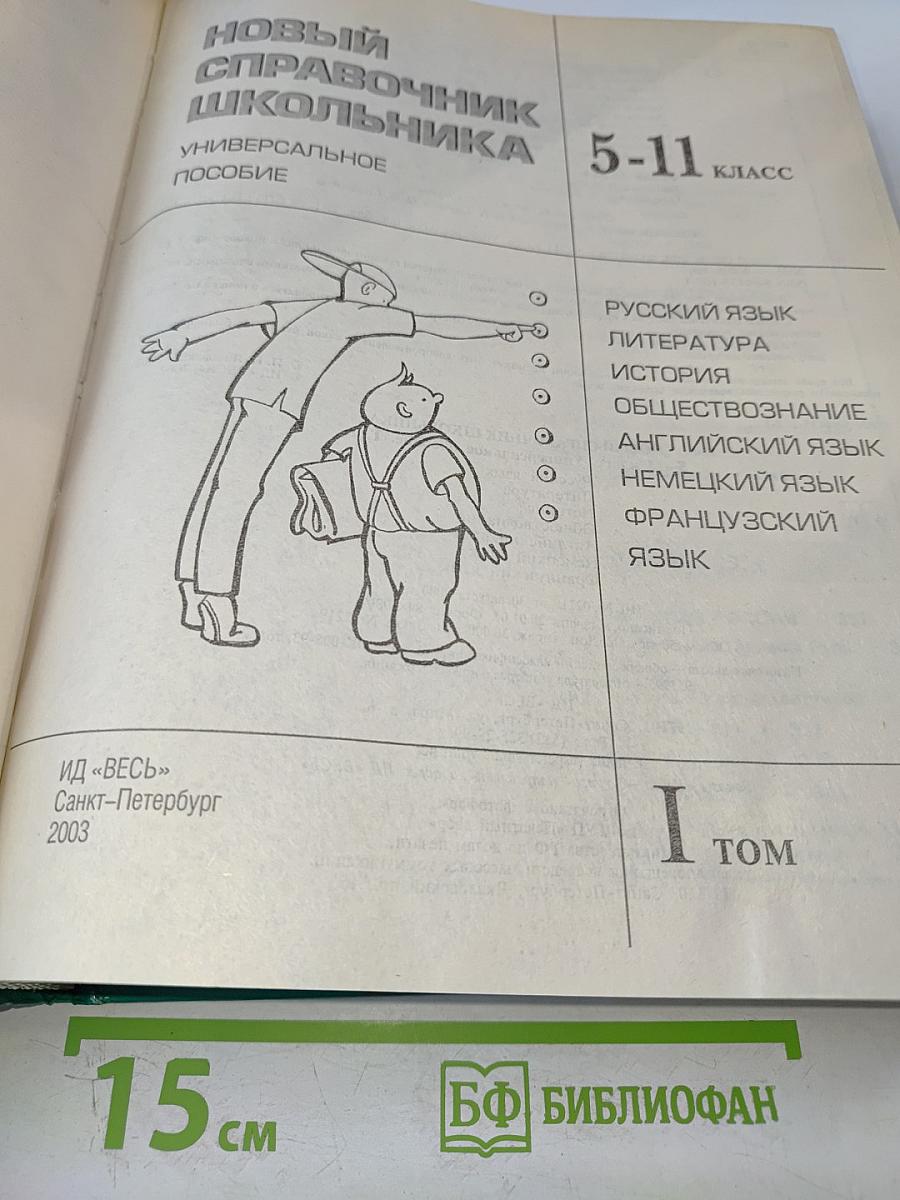 НОВЫЙ
СПРАВОЧНИК
ШКОЛЬНИКА
УНИВЕРСАЛЬНОЕ
ПОСОБИЕ
5-11 КЛАСС
РУССКИЙ ЯЗЫК
ЛИТЕРАТУРА
ИСТОРИЯ
ОБЩЕСТВОЗНАНИЕ
АНГЛИЙСКИЙ ЯЗЫК
НЕМЕЦКИЙ ЯЗЫК
ФРАНЦУЗСКИЙ
ЯЗЫК
ИД «ВЕСЬ»
Санкт–Петербург
2003
I ТОМ
15 см
БФ БИБЛИОФАН